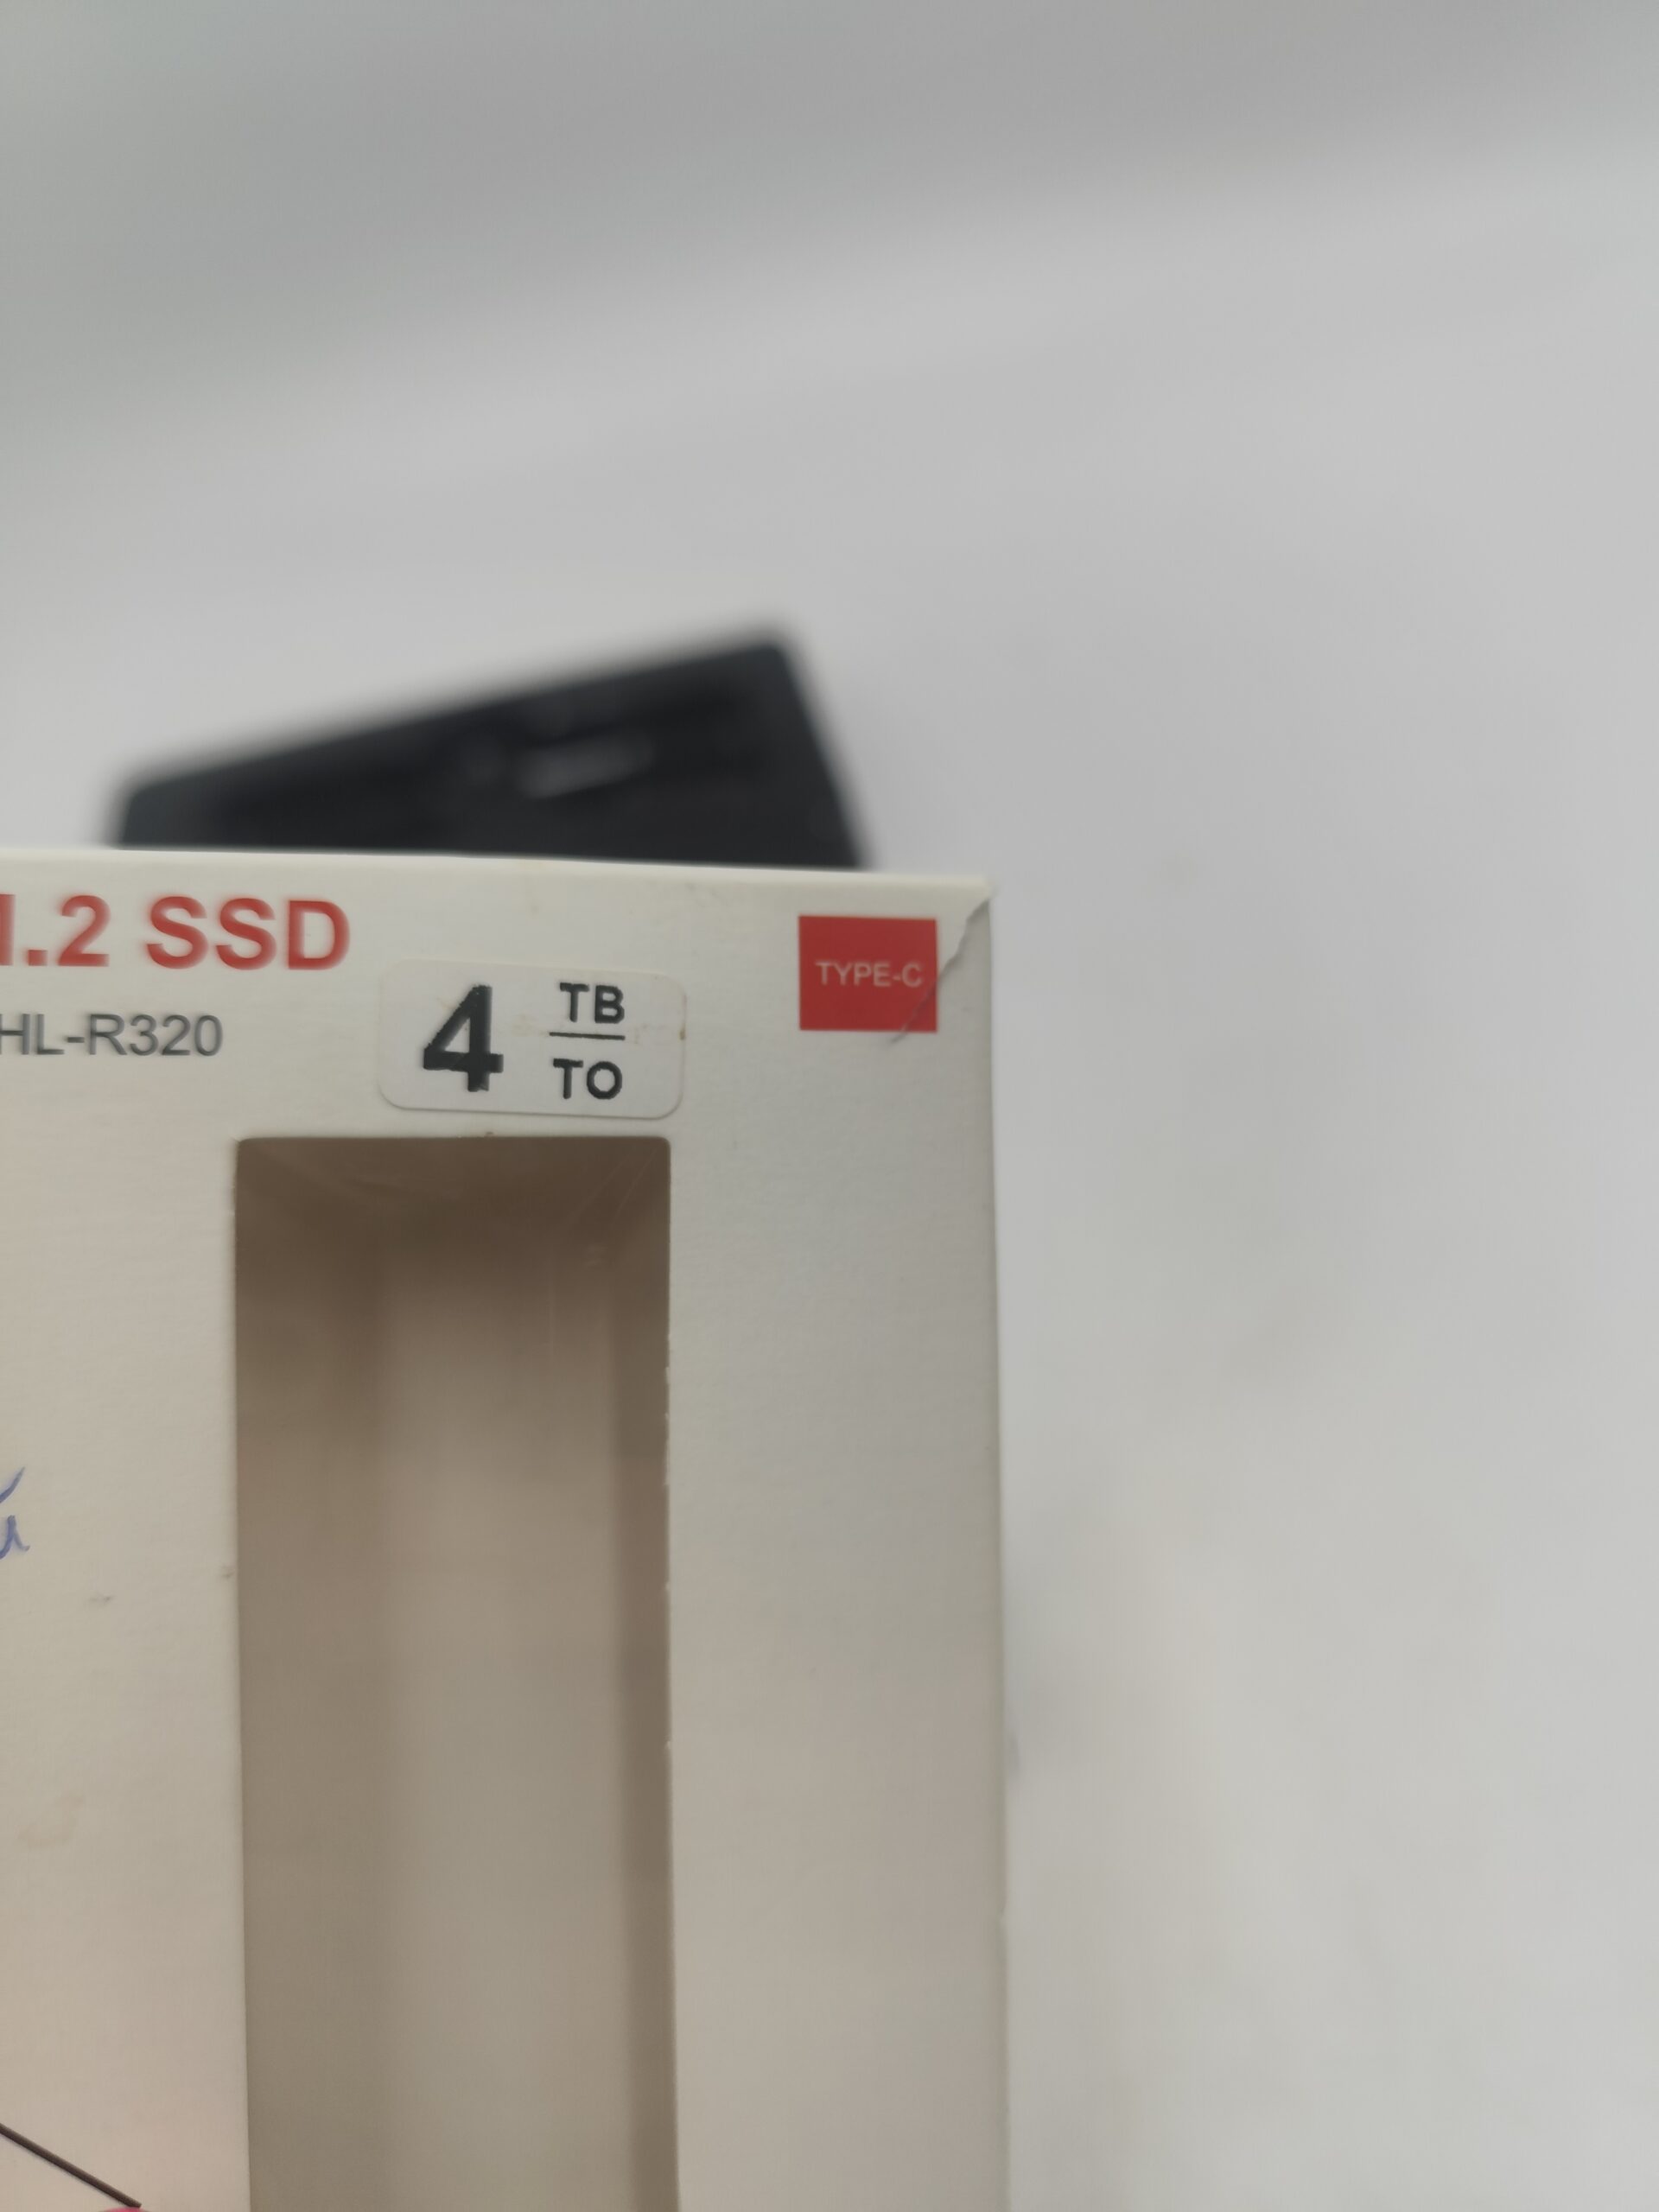 .2 SSD
HL-R320
4 TB
TO
TYPE-C